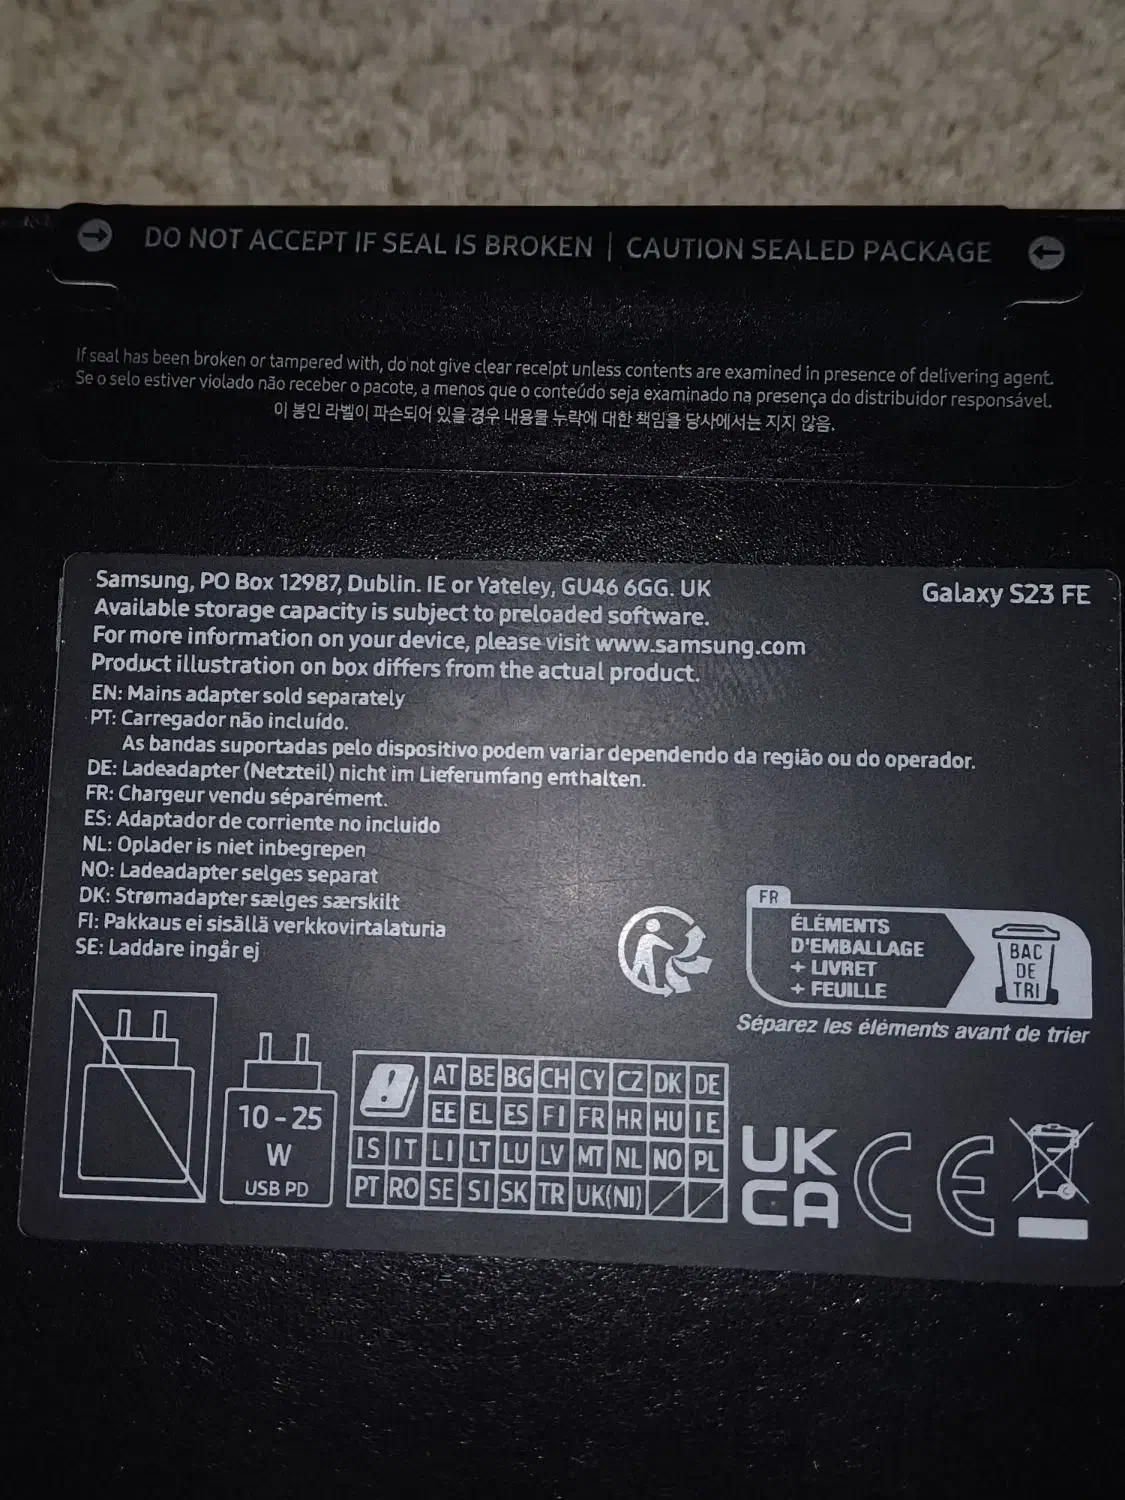 DO NOT ACCEPT IF SEAL IS BROKEN | CAUTION SEALED PACKAGE
If seal has been broken or tampered with, do not give clear receipt unless contents are examined in presence of delivering agent.
Se o selo estiver violado não receber o pacote, a menos que o conteúdo seja examinado na presença do distribuidor responsável.
이 봉인 라벨이 파손되어 있을 경우 내용물 누락에 대한 책임을 당사에서는 지지 않음.
Samsung, PO Box 12987, Dublin. IE or Yateley, GU46 6GG. UK
Galaxy S23 FE
Available storage capacity is subject to preloaded software.
For more information on your device, please visit www.samsung.com
Product illustration on box differs from the actual product.
EN: Mains adapter sold separately
PT: Carregador não incluído.
As bandas suportadas pelo dispositivo podem variar dependendo da região ou do operador.
DE: Ladeadapter (Netzteil) nicht im Lieferumfang enthalten.
FR: Chargeur vendu séparément.
ES: Adaptador de corriente no incluido
NL: Oplader is niet inbegrepen
NO: Ladeadapter selges separat
DK: Strømadapter sælges særskilt
FI: Pakkaus ei sisällä verkkovirtalaturia
SE: Laddare ingår ej
FR
ÉLÉMENTS
D'EMBALLAGE
+ LIVRET
+ FEUILLE
BAC
DE
TRI
Séparez les éléments avant de trier
10 - 25
W
USB PD
AT BE BG CH CY CZ DK DE
EE EL ES FI FR HR HU IE
IS IT LI LT LU LV MT NL NO PL
PT RO SE SI SK TR UK(NI)
UK
CA
CE